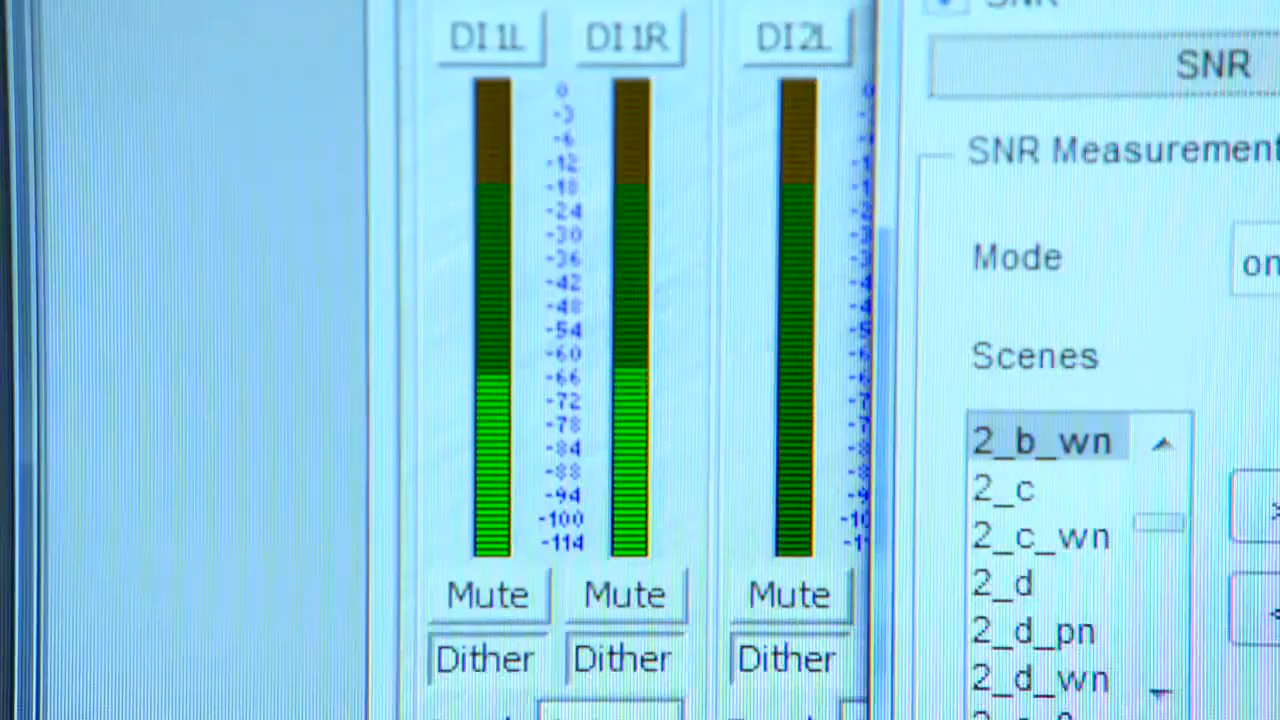 DI 1L DI 1R DI 2L
0
-12
-18
-24
-30
-36
-42
-48
-54
-60
-66
-72
-78
-84
-88
-94
-100
-114
Mute Mute Mute
Dither Dither Dither
SNR
SNR
SNR Measurement
Mode
on
Scenes
2_b_wn
2_c
2_c_wn
2_d
2_d_pn
2_d_wn